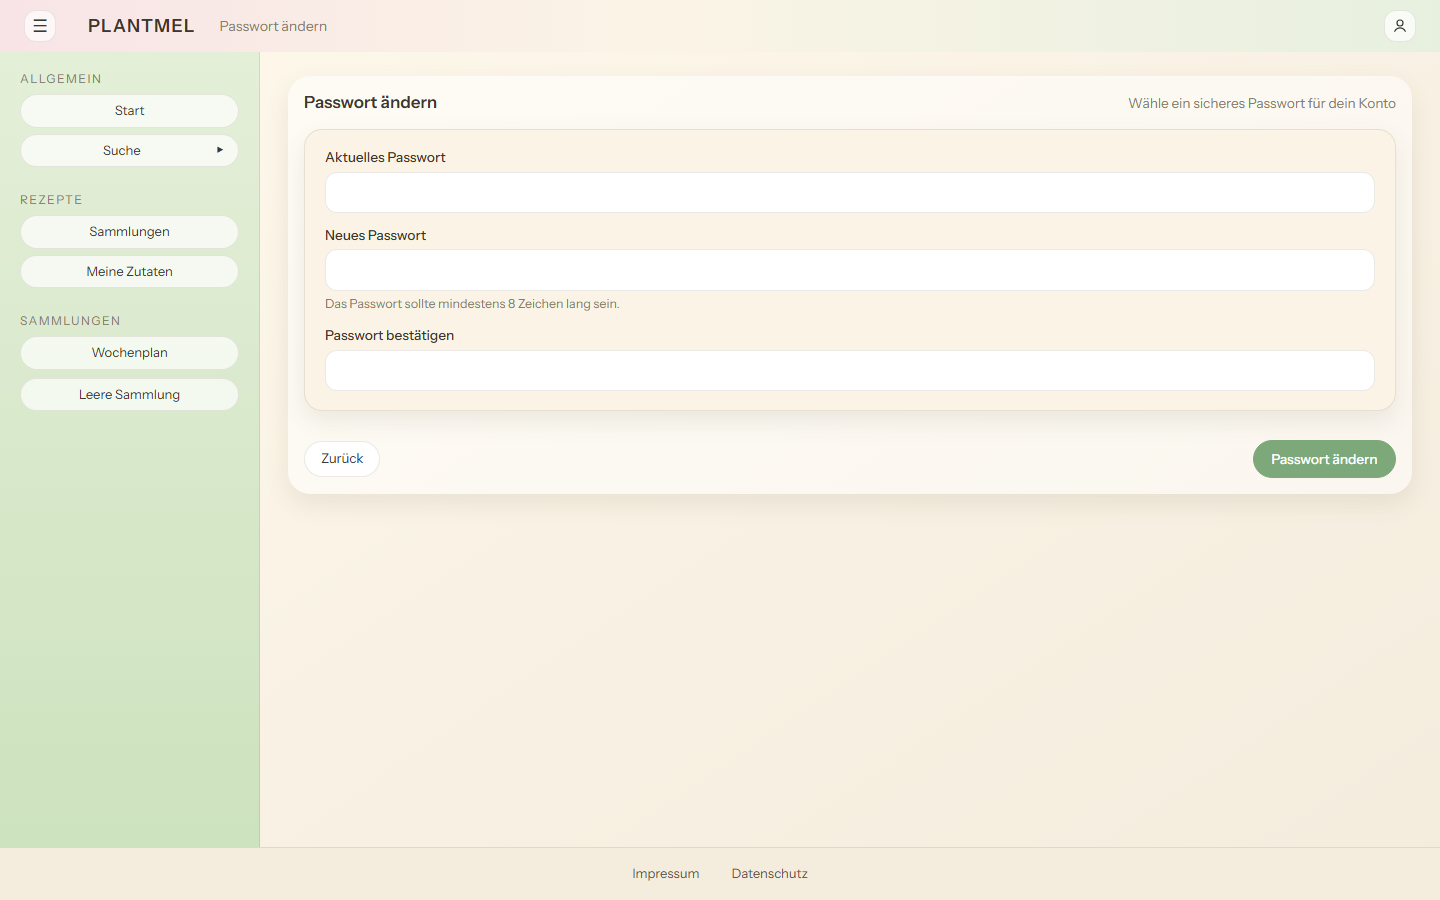 PLANTMEL
Passwort ändern
ALLGEMEIN
Start
Suche
REZEPTE
Sammlungen
Meine Zutaten
SAMMLUNGEN
Wochenplan
Leere Sammlung
Passwort ändern
Wähle ein sicheres Passwort für dein Konto
Aktuelles Passwort
Neues Passwort
Das Passwort sollte mindestens 8 Zeichen lang sein.
Passwort bestätigen
Zurück
Passwort ändern
Impressum
Datenschutz